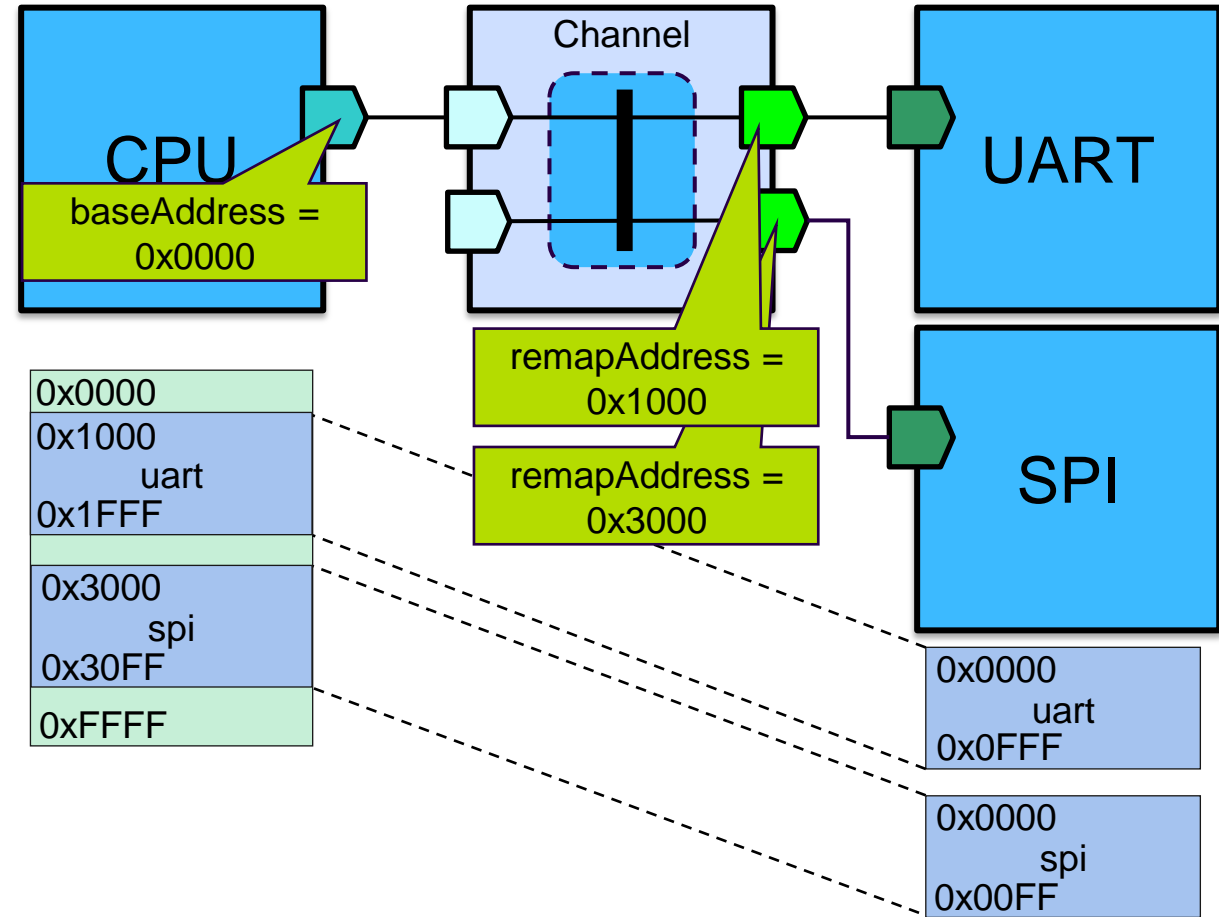 Channel
CPU
UART
baseAddress =
0x0000
remapAddress =
0x1000
remapAddress =
0x3000
SPI
0x0000
0x1000
uart
0x1FFF
0x3000
spi
0x30FF
0xFFFF
0x0000
uart
0x0FFF
0x0000
spi
0x00FF